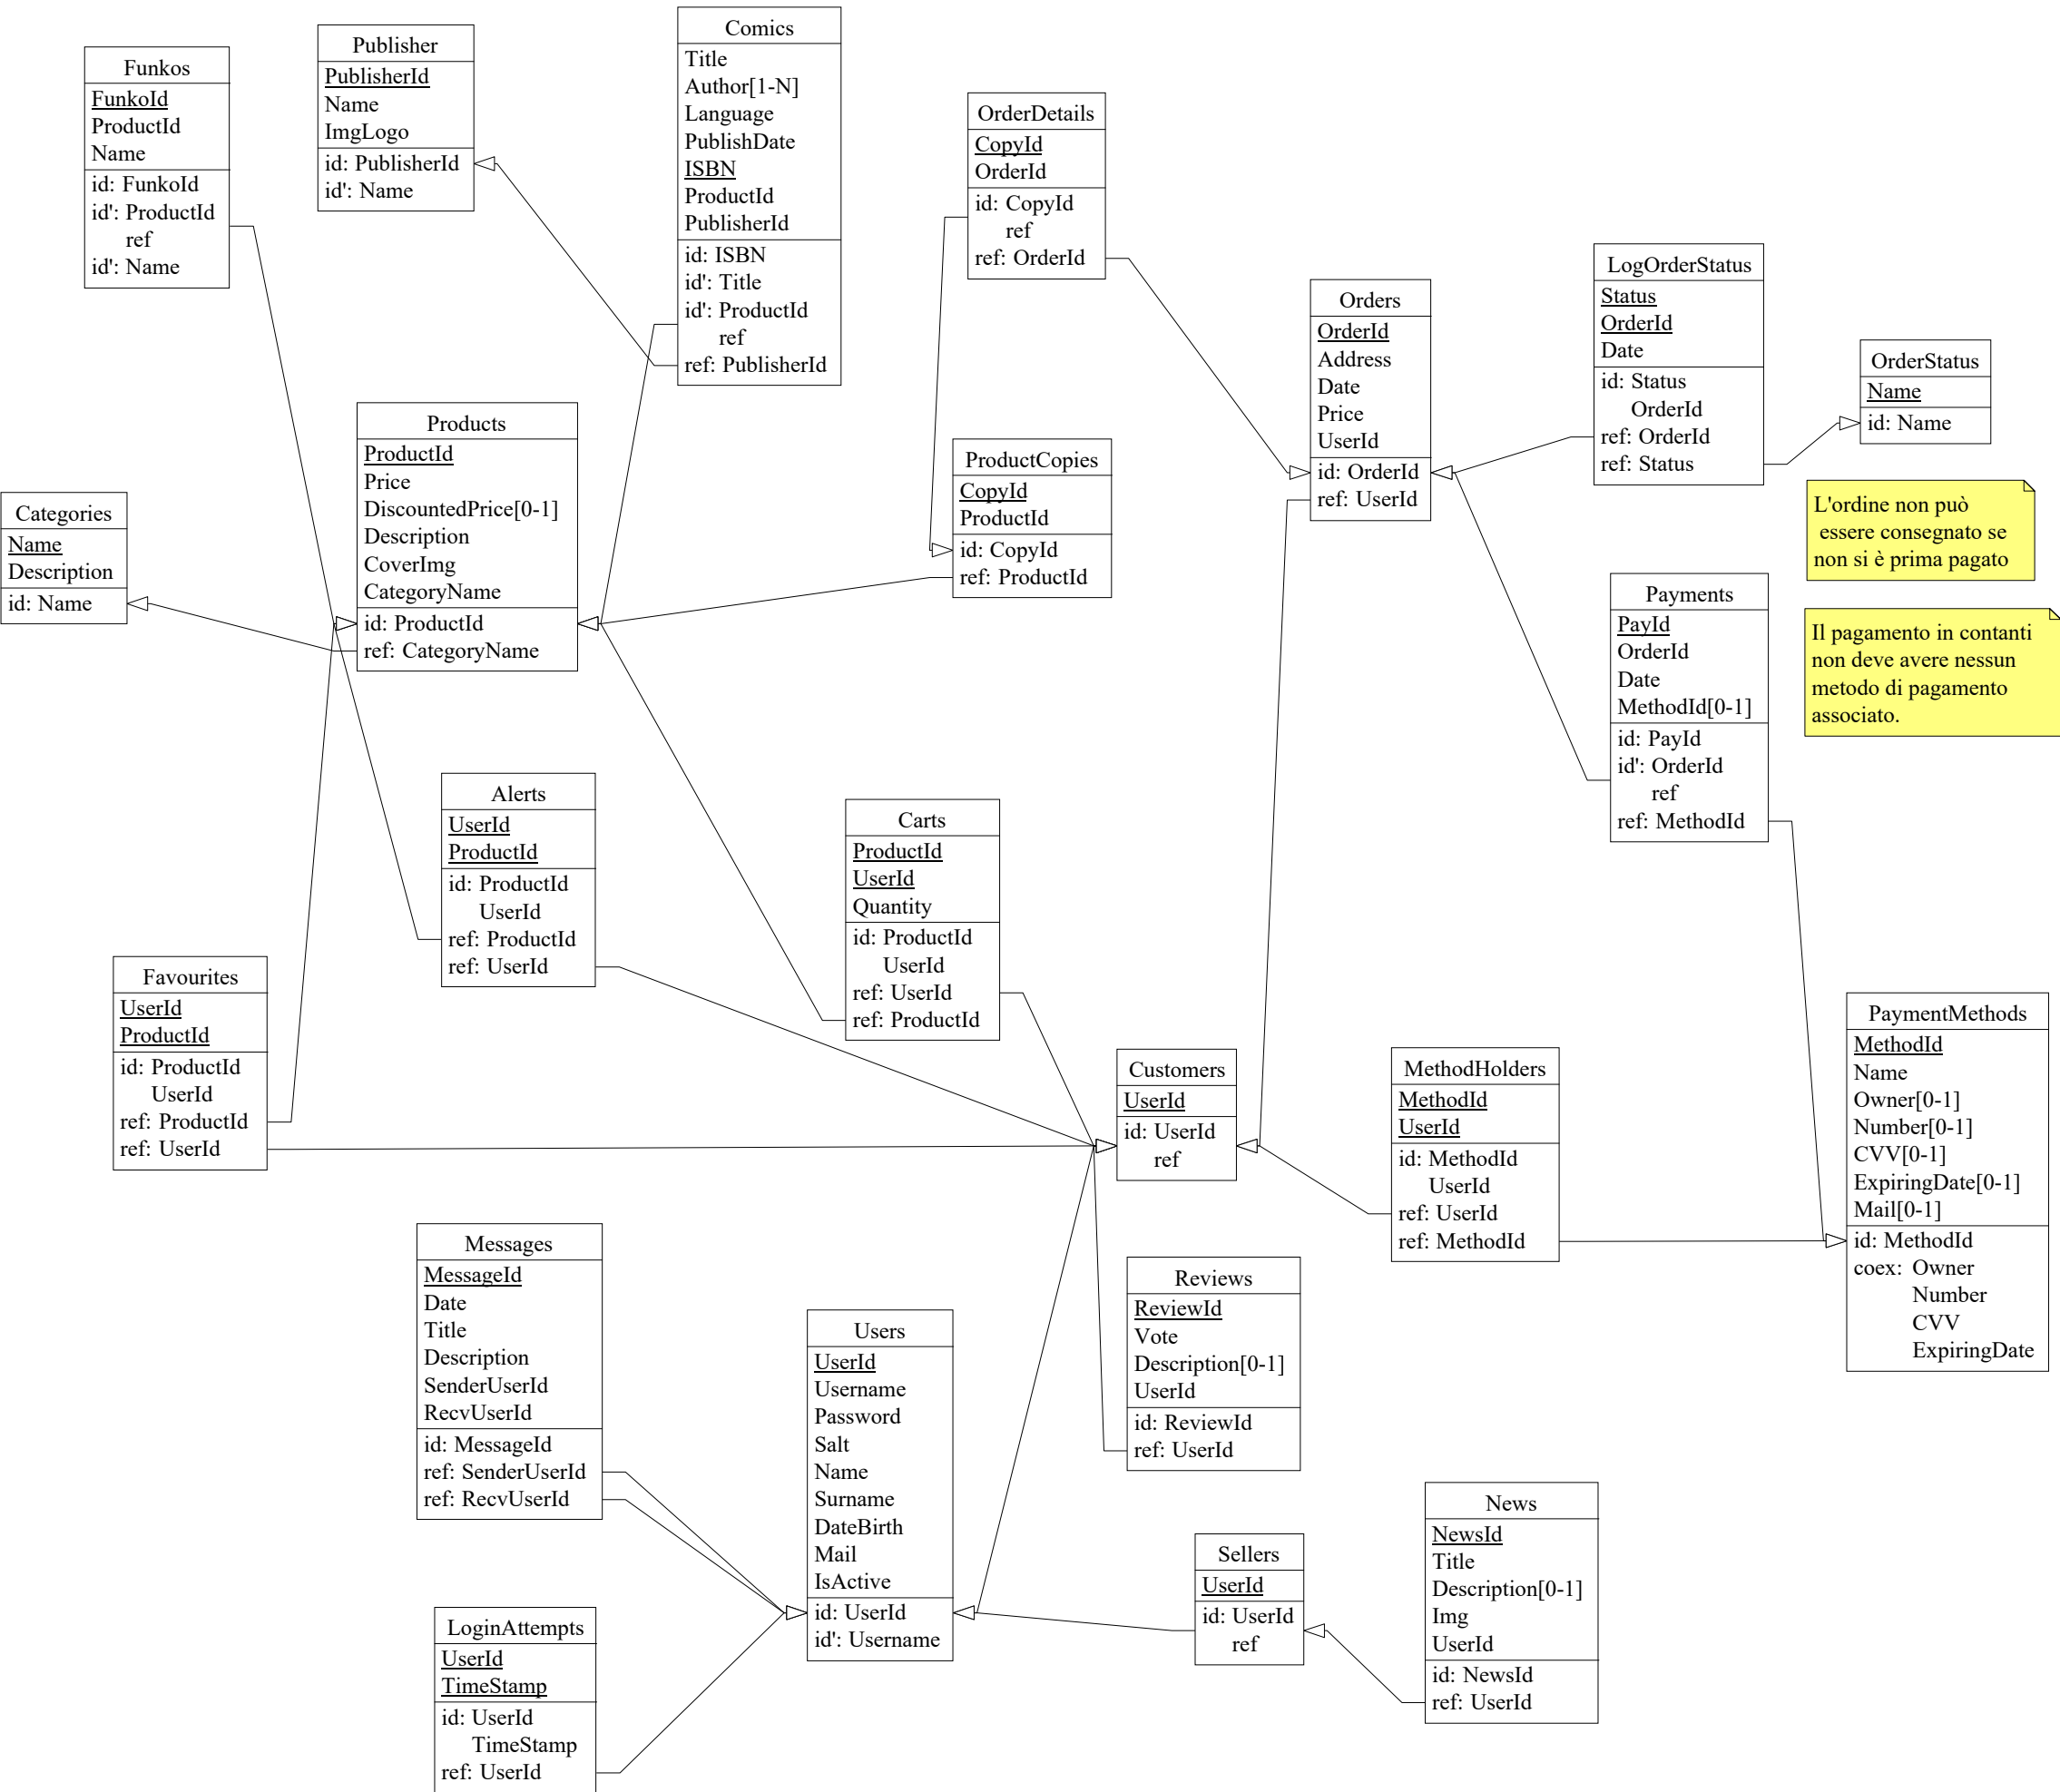 Funkos
FunkoId
ProductId
Name
id: FunkoId
id': ProductId
ref
id': Name
Publisher
PublisherId
Name
ImgLogo
id: PublisherId
id': Name
Comics
Title
Author[1-N]
Language
PublishDate
ISBN
ProductId
PublisherId
id: ISBN
id': Title
id': ProductId
ref
ref: PublisherId
OrderDetails
CopyId
OrderId
id: CopyId
ref
ref: OrderId
Orders
OrderId
Address
Date
Price
UserId
id: OrderId
ref: UserId
LogOrderStatus
Status
OrderId
Date
id: Status
OrderId
ref: OrderId
ref: Status
OrderStatus
Name
id: Name
Categories
Name
Description
id: Name
Products
ProductId
Price
DiscountedPrice[0-1]
Description
CoverImg
CategoryName
id: ProductId
ref: CategoryName
ProductCopies
CopyId
ProductId
id: CopyId
ref: ProductId
L'ordine non può
essere consegnato se
non si è prima pagato
Il pagamento in contanti
non deve avere nessun
metodo di pagamento
associato.
Payments
PayId
OrderId
Date
MethodId[0-1]
id: PayId
id': OrderId
ref
ref: MethodId
Alerts
UserId
ProductId
id: ProductId
UserId
ref: ProductId
ref: UserId
Carts
ProductId
UserId
Quantity
id: ProductId
UserId
ref: UserId
ref: ProductId
Favourites
UserId
ProductId
id: ProductId
UserId
ref: ProductId
ref: UserId
Customers
UserId
id: UserId
ref
MethodHolders
MethodId
UserId
id: MethodId
UserId
ref: UserId
ref: MethodId
PaymentMethods
MethodId
Name
Owner[0-1]
Number[0-1]
CVV[0-1]
ExpiringDate[0-1]
Mail[0-1]
id: MethodId
coex: Owner
Number
CVV
ExpiringDate
Messages
MessageId
Date
Title
Description
SenderUserId
RecvUserId
id: MessageId
ref: SenderUserId
ref: RecvUserId
Users
UserId
Username
Password
Salt
Name
Surname
DateBirth
Mail
IsActive
id: UserId
id': Username
Reviews
ReviewId
Vote
Description[0-1]
UserId
id: ReviewId
ref: UserId
Sellers
UserId
id: UserId
ref
News
NewsId
Title
Description[0-1]
Img
UserId
id: NewsId
ref: UserId
LoginAttempts
UserId
TimeStamp
id: UserId
TimeStamp
ref: UserId